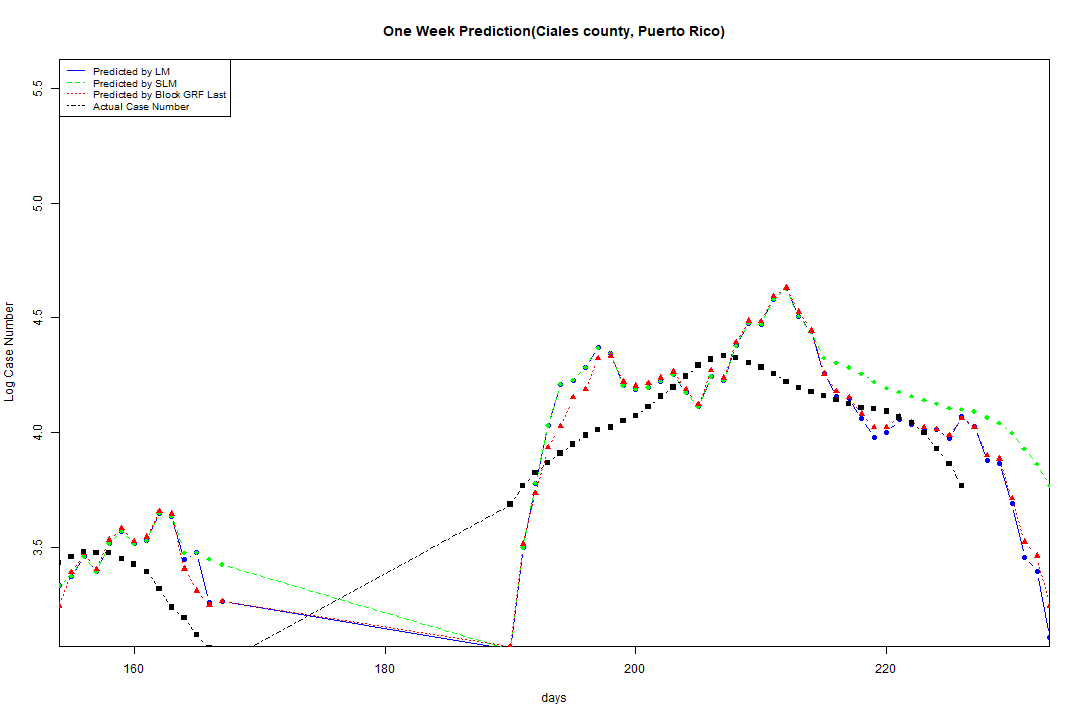 One Week Prediction(Ciales county, Puerto Rico)
Predicted by LM
Predicted by SLM
Predicted by Block GRF Last
Actual Case Number
5.5
5.0
4.5
4.0
3.5
Log Case Number
160 180 200 220
days